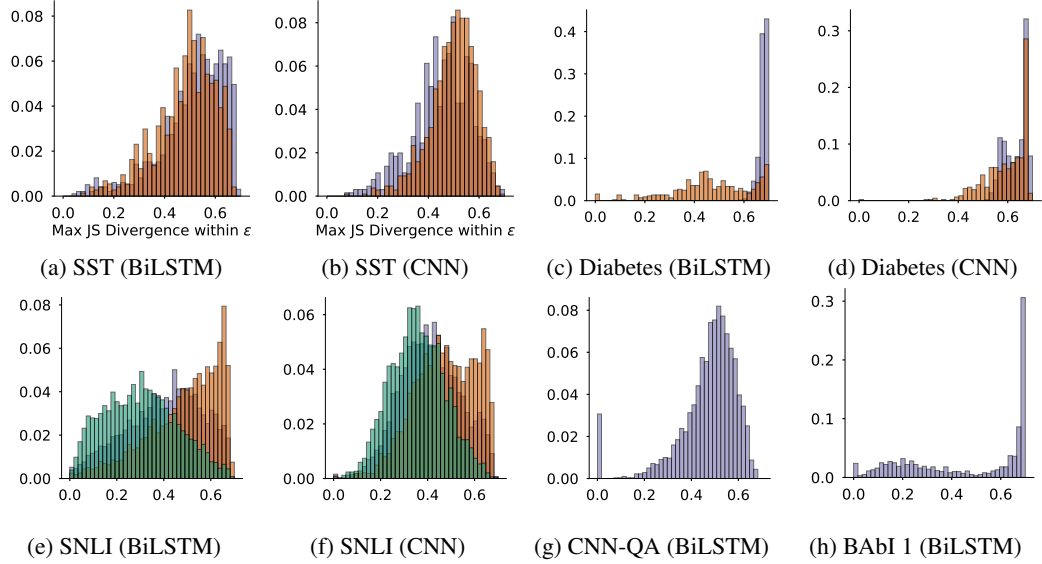 0.08
0.06
0.04
0.02
0.00
0.0 0.2 0.4 0.6
Max JS Divergence within ε
(a) SST (BiLSTM)
0.08
0.06
0.04
0.02
0.00
0.0 0.2 0.4 0.6
Max JS Divergence within ε
(b) SST (CNN)
0.4
0.3
0.2
0.1
0.0
0.0 0.2 0.4 0.6
(c) Diabetes (BiLSTM)
0.3
0.2
0.1
0.0
0.0 0.2 0.4 0.6
(d) Diabetes (CNN)
0.08
0.06
0.04
0.02
0.00
0.0 0.2 0.4 0.6
(e) SNLI (BiLSTM)
0.06
0.04
0.02
0.00
0.0 0.2 0.4 0.6
(f) SNLI (CNN)
0.08
0.06
0.04
0.02
0.00
0.0 0.2 0.4 0.6
(g) CNN-QA (BiLSTM)
0.3
0.2
0.1
0.0
0.0 0.2 0.4 0.6
(h) BAbI 1 (BiLSTM)